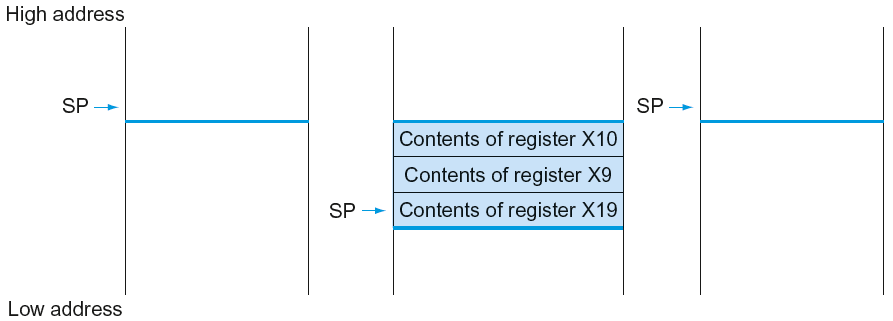 High address
SP
SP
Contents of register X10
Contents of register X9
SP
Contents of register X19
Low address